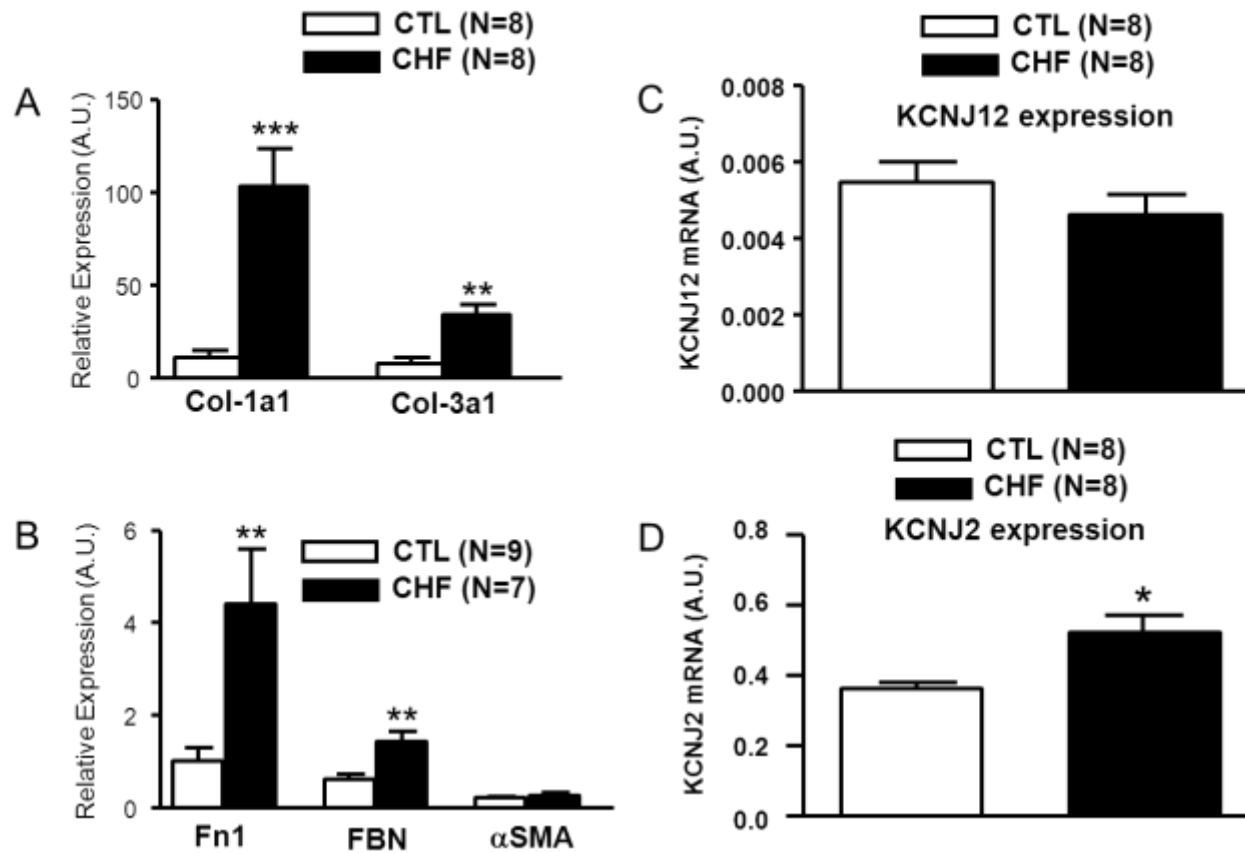 CTL (N=8)
CHF (N=8)
A
150
100
50
0
Relative Expression (A.U.)
***
**
Col-1a1 Col-3a1
B
6
4
2
0
Relative Expression (A.U.)
CTL (N=9)
CHF (N=7)
**
**
Fn1 FBN αSMA
CTL (N=8)
CHF (N=8)
C
KCNJ12 expression
0.008
0.006
0.004
0.002
0.000
KCNJ12 mRNA (A.U.)
CTL (N=8)
CHF (N=8)
D
KCNJ2 expression
0.8
0.6
0.4
0.2
0.0
KCNJ2 mRNA (A.U.)
*